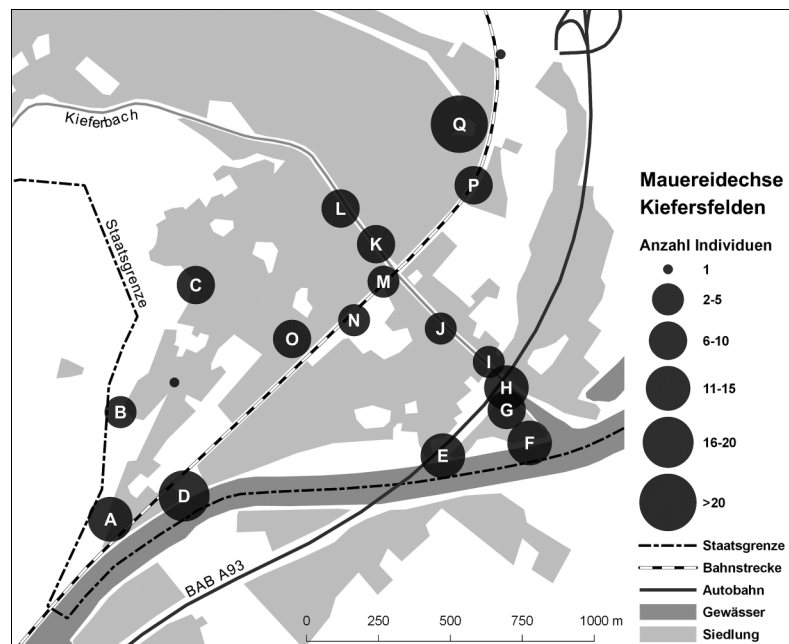 Kieferbach
Staatsgrenze
Q
P
L
K
C
M
N
O
J
I
H
G
B
F
E
D
A
BAB A93
0 250 500 750 1000 m
Mauereidechse
Kiefersfelden
Anzahl Individuen
1
2-5
6-10
11-15
16-20
>20
Staatsgrenze
Bahnstrecke
Autobahn
Gewässer
Siedlung